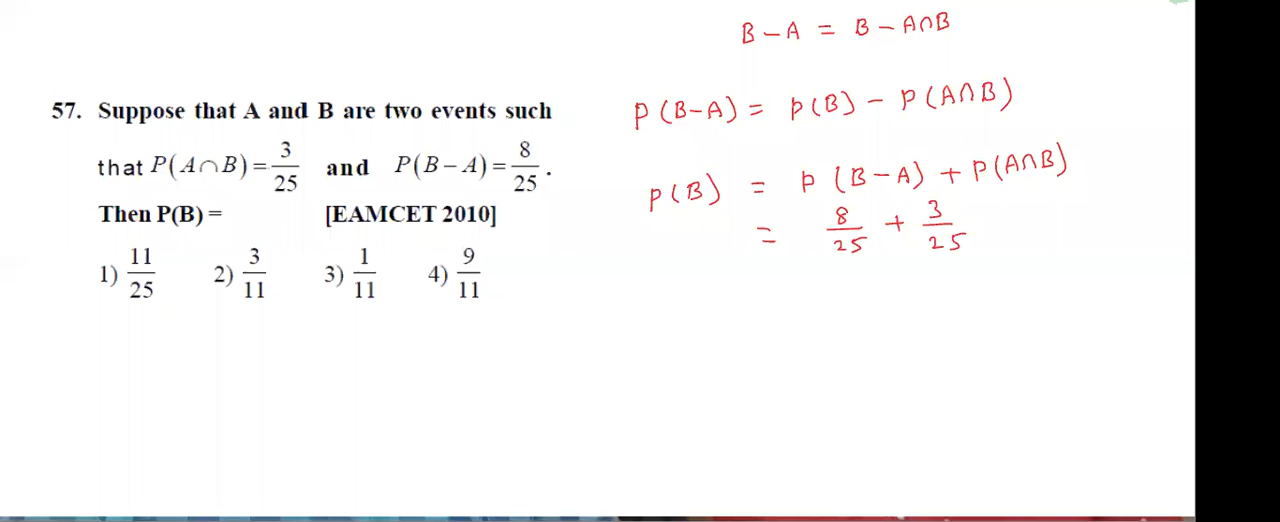 57. Suppose that A and B are two events such
that P(A∩B)=3/25 and P(B−A)=8/25.
Then P(B)= [EAMCET 2010]
1) 11/25 2) 3/11 3) 1/11 4) 9/11
B − A = B − A∩B
P(B−A) = P(B) − P(A∩B)
P(B) = P(B−A) + P(A∩B)
= 8/25 + 3/25